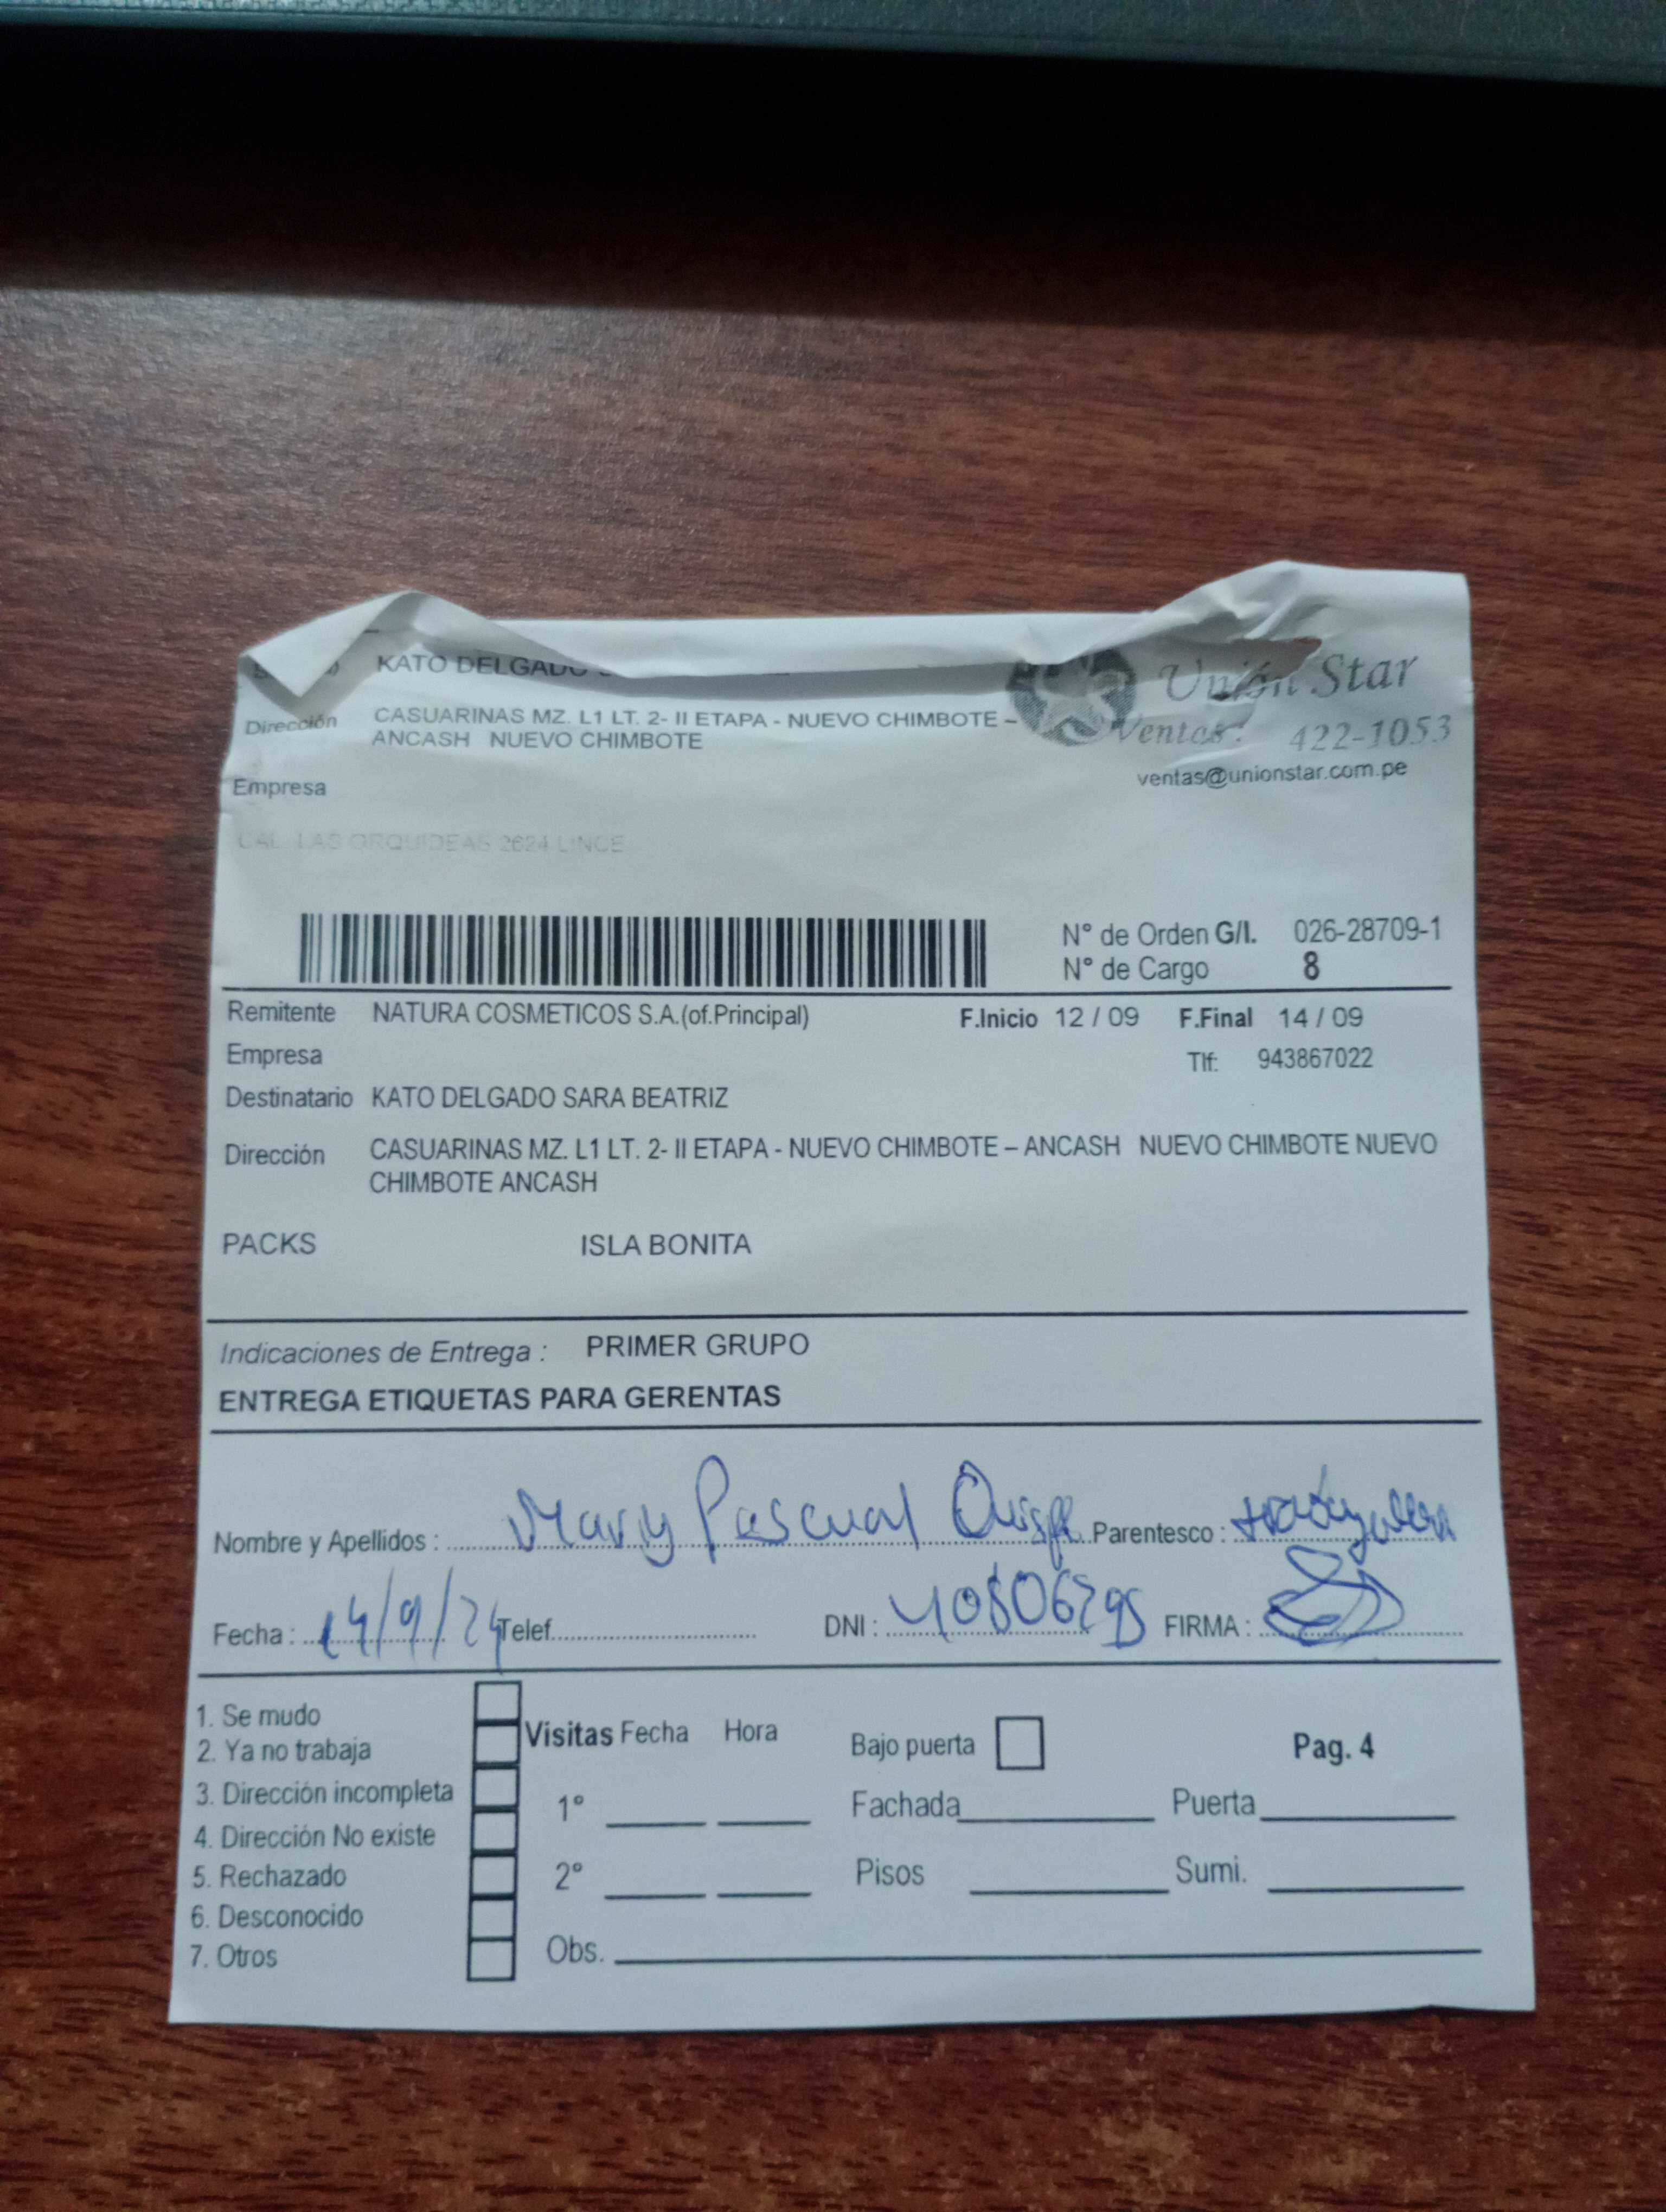 KATO DELGADO
Unión Star
Dirección CASUARINAS MZ. L1 LT. 2- II ETAPA - NUEVO CHIMBOTE –
ANCASH NUEVO CHIMBOTE
Ventas: 422-1053
ventas@unionstar.com.pe
Empresa
CAL. LAS ORQUIDEAS 2624 LINCE
N° de Orden G/I. 026-28709-1
N° de Cargo 8
Remitente NATURA COSMETICOS S.A.(of.Principal) F.Inicio 12 / 09 F.Final 14 / 09
Empresa Tlf: 943867022
Destinatario KATO DELGADO SARA BEATRIZ
Dirección CASUARINAS MZ. L1 LT. 2- II ETAPA - NUEVO CHIMBOTE – ANCASH NUEVO CHIMBOTE NUEVO
CHIMBOTE ANCASH
PACKS ISLA BONITA
Indicaciones de Entrega : PRIMER GRUPO
ENTREGA ETIQUETAS PARA GERENTAS
Nombre y Apellidos : Mary Pascual Quispe Parentesco :
Fecha : 14/9/24 Telef. DNI : 40806295 FIRMA :
1. Se mudo
2. Ya no trabaja
3. Dirección incompleta
4. Dirección No existe
5. Rechazado
6. Desconocido
7. Otros
Visitas Fecha Hora
1°
2°
Obs.
Bajo puerta Pag. 4
Fachada Puerta
Pisos Sumi.